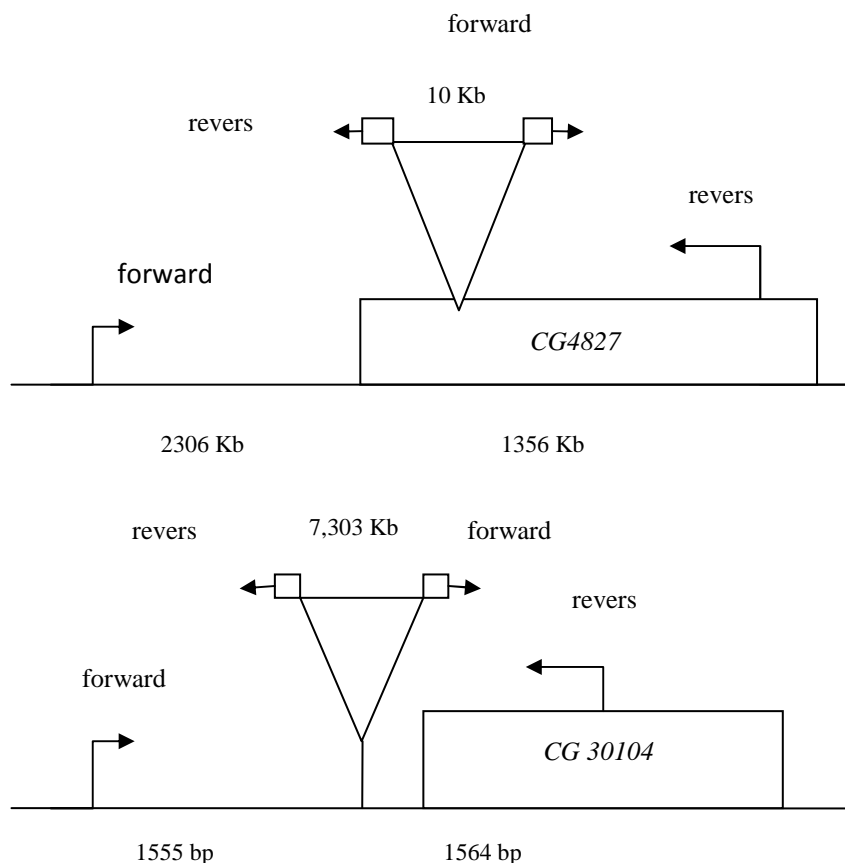 forward
10 Kb
revers
revers
forward
CG4827
2306 Kb
1356 Kb
revers
7,303 Kb
forward
revers
forward
CG 30104
1555 bp
1564 bp